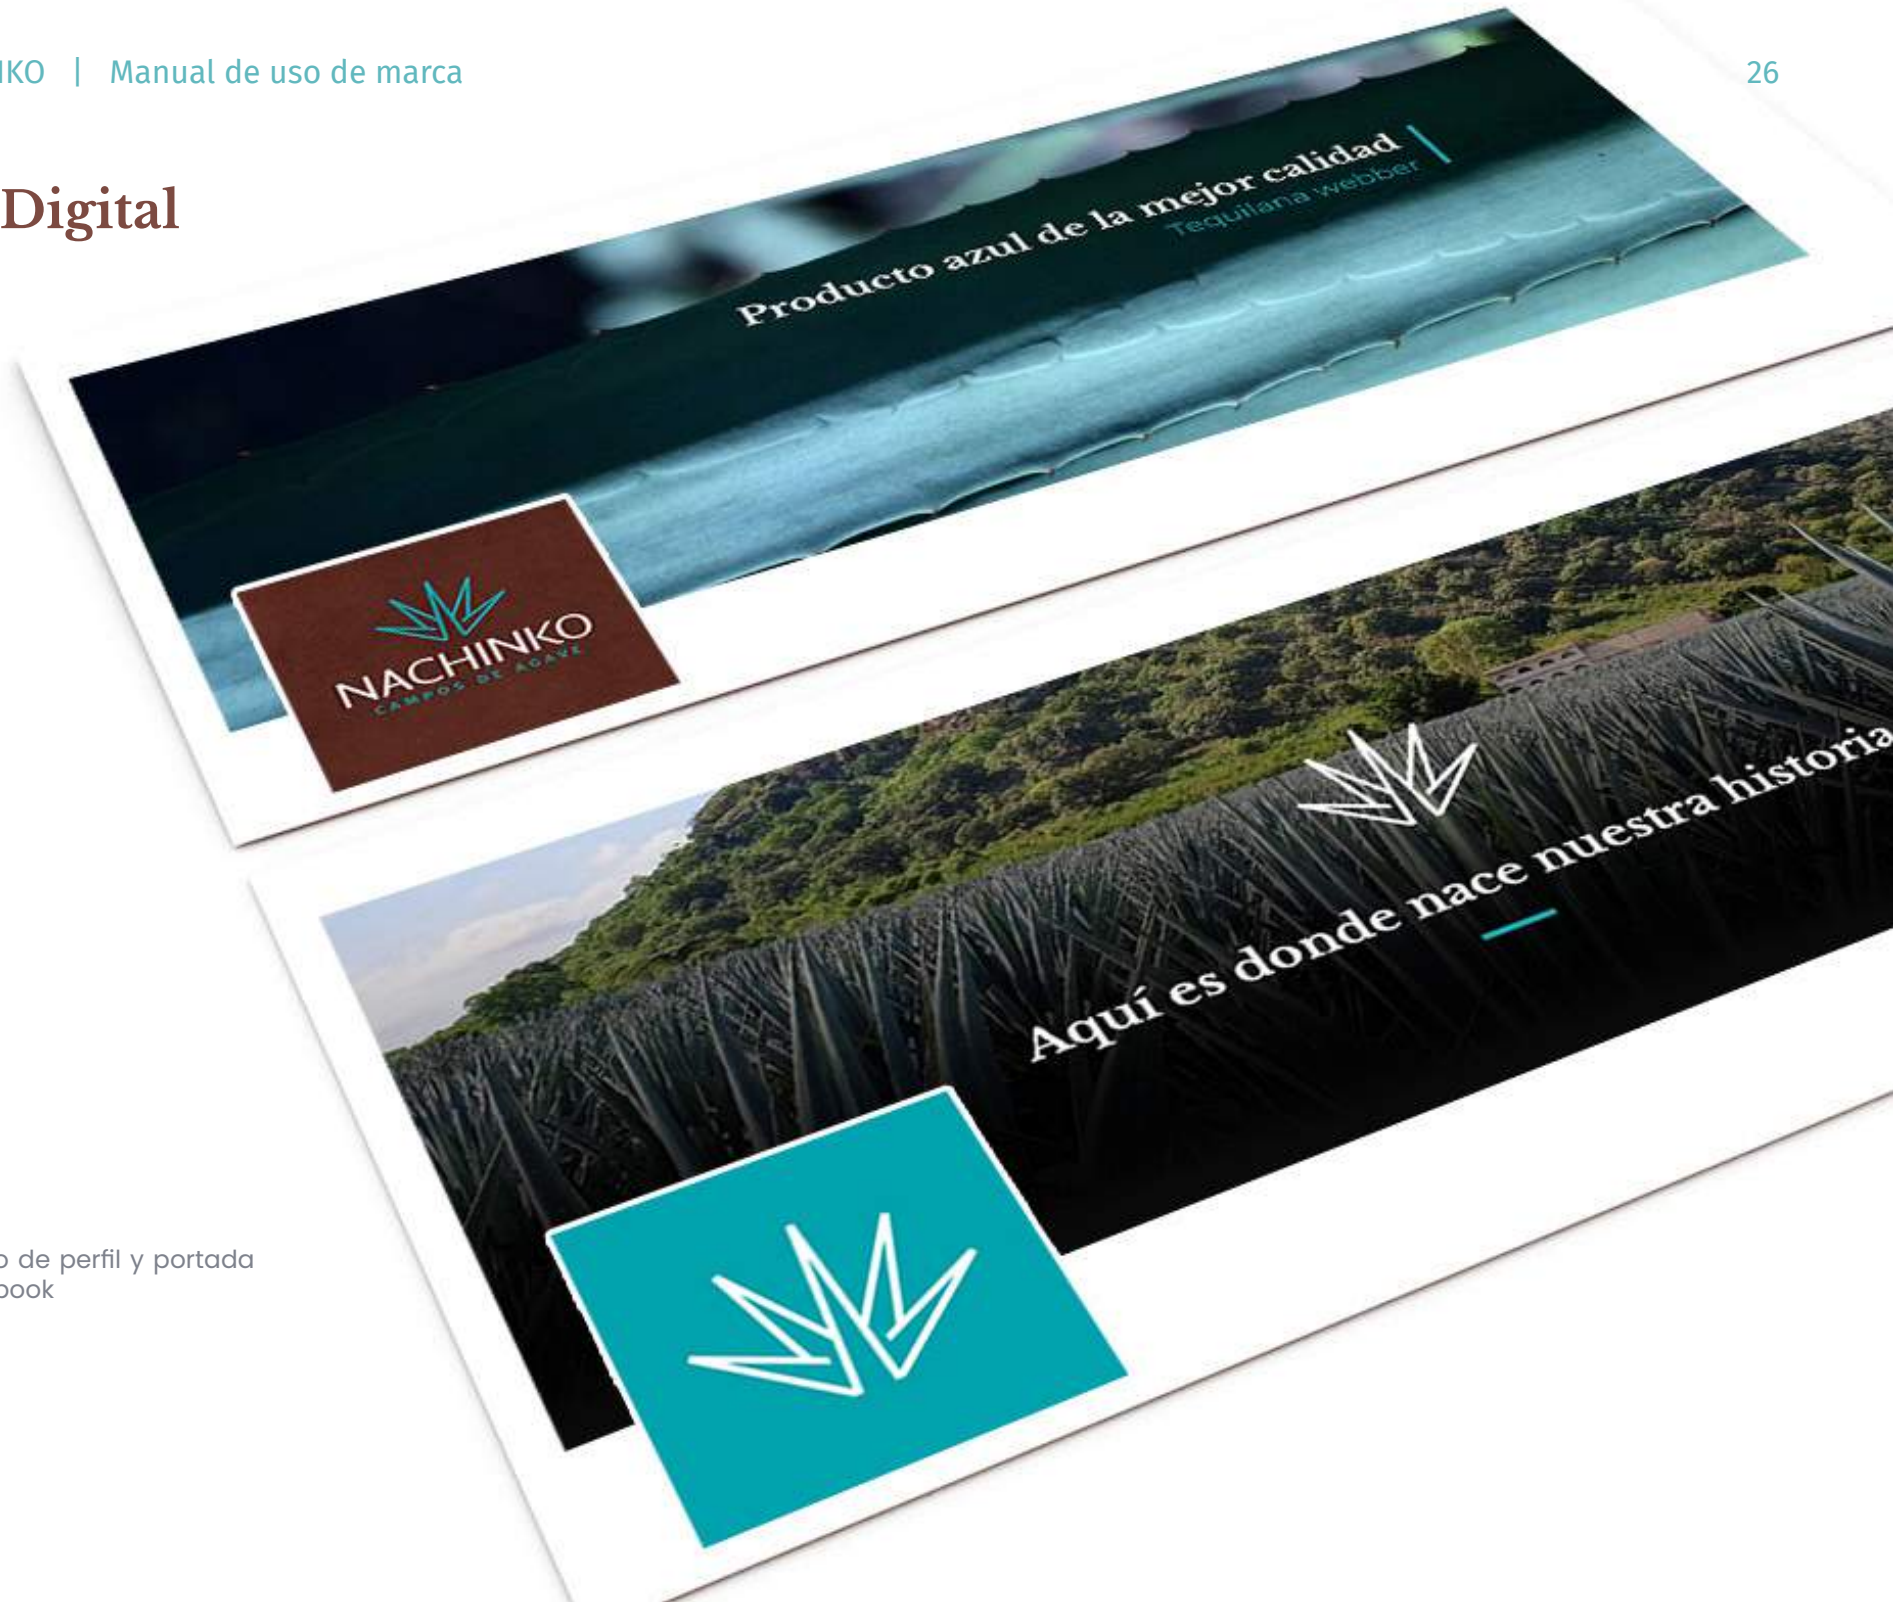 NKO | Manual de uso de marca
26
Digital
Producto azul de la mejor calidad
Tequilana webber
NACHINKO
CAMPOS DE AGAVE
Aquí es donde nace nuestra historia
o de perfil y portada
book